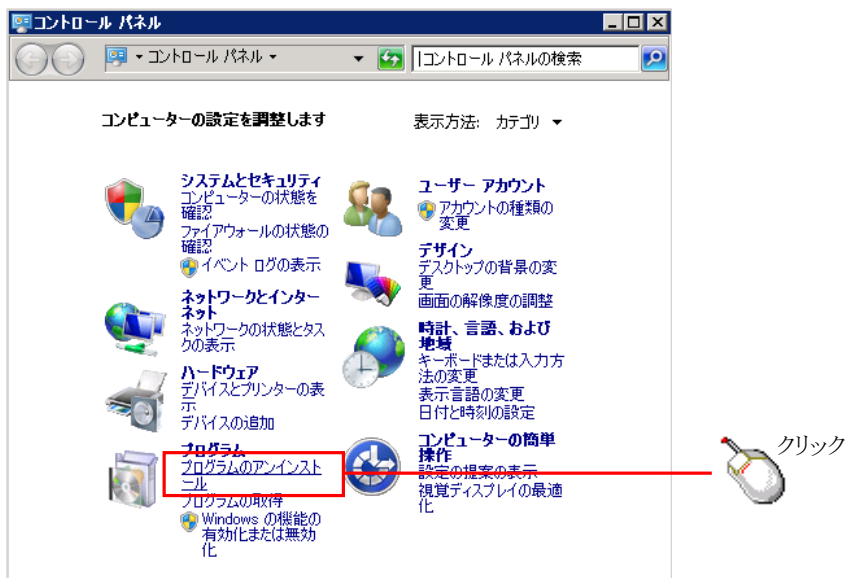 コントロール パネル
コントロール パネル
コントロール パネルの検索
コンピューターの設定を調整します
表示方法: カテゴリ
システムとセキュリティ
コンピューターの状態を
確認
ファイアウォールの状態の
確認
イベント ログの表示
ネットワークとインター
ネット
ネットワークの状態とタス
クの表示
ハードウェア
デバイスとプリンターの表
示
デバイスの追加
プログラム
プログラムのアンインスト
ール
プログラムの取得
Windows の機能の
有効化または無効
化
ユーザー アカウント
アカウントの種類の
変更
デザイン
デスクトップの背景の変
更
画面の解像度の調整
時計、言語、および
地域
キーボードまたは入力方
法の変更
表示言語の変更
日付と時刻の設定
コンピューターの簡単
操作
設定の提案の表示
視覚ディスプレイの最適
化
クリック